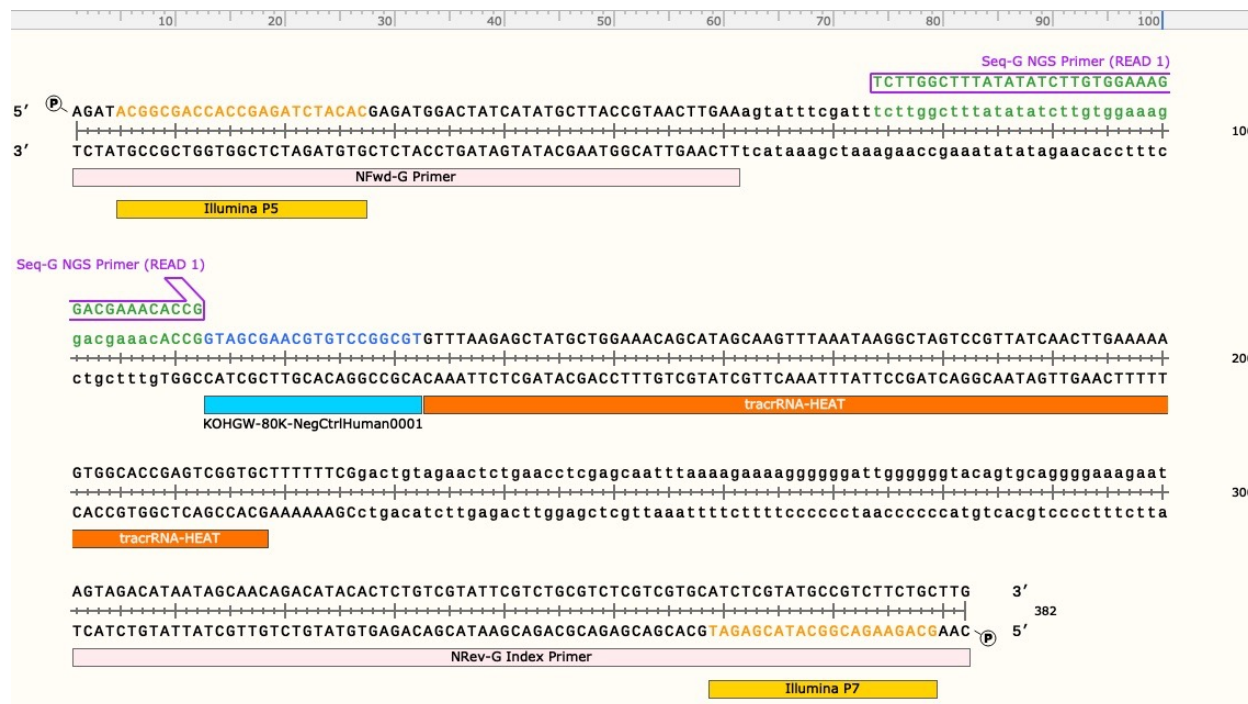 10 20 30 40 50 60 70 80 90 100
Seq-G NGS Primer (READ 1)
TCTTGGCTTTATATATCTTGTGGAAAG
5′ P AGATACGGCGACCACCGAGATCTACACGAGATGGACTATCATATGCTTACCGTAACTTGAAagtatttcgatttcttggctttatatatcttgtggaaag
100
3′ TCTATGCCGCTGGTGGCTCTAGATGTGCTCTACCTGATAGTATACGAATGGCATTGAACTTtcataaagctaaagaaccgaaatatatagaacacctttc
NFwd-G Primer
Illumina P5
Seq-G NGS Primer (READ 1)
GACGAAACACCG
gacgaaacACCGGTAGCGAACGTGTCCGGCGTGTTTAAGAGCTATGCTGGAAACAGCATAGCAAGTTTAAATAAGGCTAGTCCGTTATCAACTTGAAAAA
200
ctgctttgTGGCCATCGCTTGCACAGGCCGCACAAATTCTCGATACGACCTTTGTCGTATCGTTCAAATTTATTCCGATCAGGCAATAGTTGAACTTTTT
tracrRNA-HEAT
KOHGW-80K-NegCtrlHuman0001
GTGGCACCGAGTCGGTGCTTTTTTCGgactgtagaactctgaacctcgagcaatttaaaagaaaaggggggattggggggtacagtgcaggggaaagaat
300
CACCGTGGCTCAGCCACGAAAAAAGCctgacatcttgagacttggagctcgttaaattttcttttccccccctaaccccccatgtcacgtcccctttctta
tracrRNA-HEAT
AGTAGACATAATAGCAACAGACATACACTCTGTCGTATTCGTCTGCGTCTCGTCGTGCATCTCGTATGCCGTCTTCTGCTTG 3′
382
TCATCTGTATTATCGTTGTCTGTATGTGAGACAGCATAAGCAGACGCAGAGCAGCACGTAGAGCATACGGCAGAAGACGAAC P 5′
NRev-G Index Primer
Illumina P7